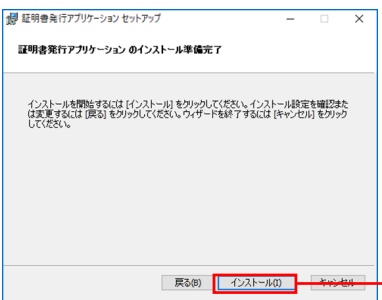 証明書発行アプリケーション セットアップ
証明書発行アプリケーション のインストール準備完了
インストールを開始するには [インストール] をクリックしてください。インストール設定を確認また
は変更するには [戻る] をクリックしてください。ウィザードを終了するには [キャンセル] をクリック
してください。
戻る(B) インストール(I) キャンセル